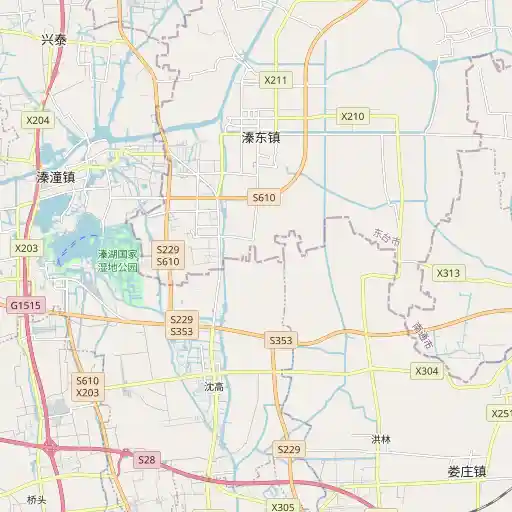 兴泰
X211
X204
X210
溱东镇
溱潼镇
S610
东台市
X203
溱湖国家
湿地公园
S229
S610
X313
G1515
S229
S353
南通市
S353
X304
S610
X203
沈高
X251
洪林
S229
S28
娄庄镇
桥头
X305